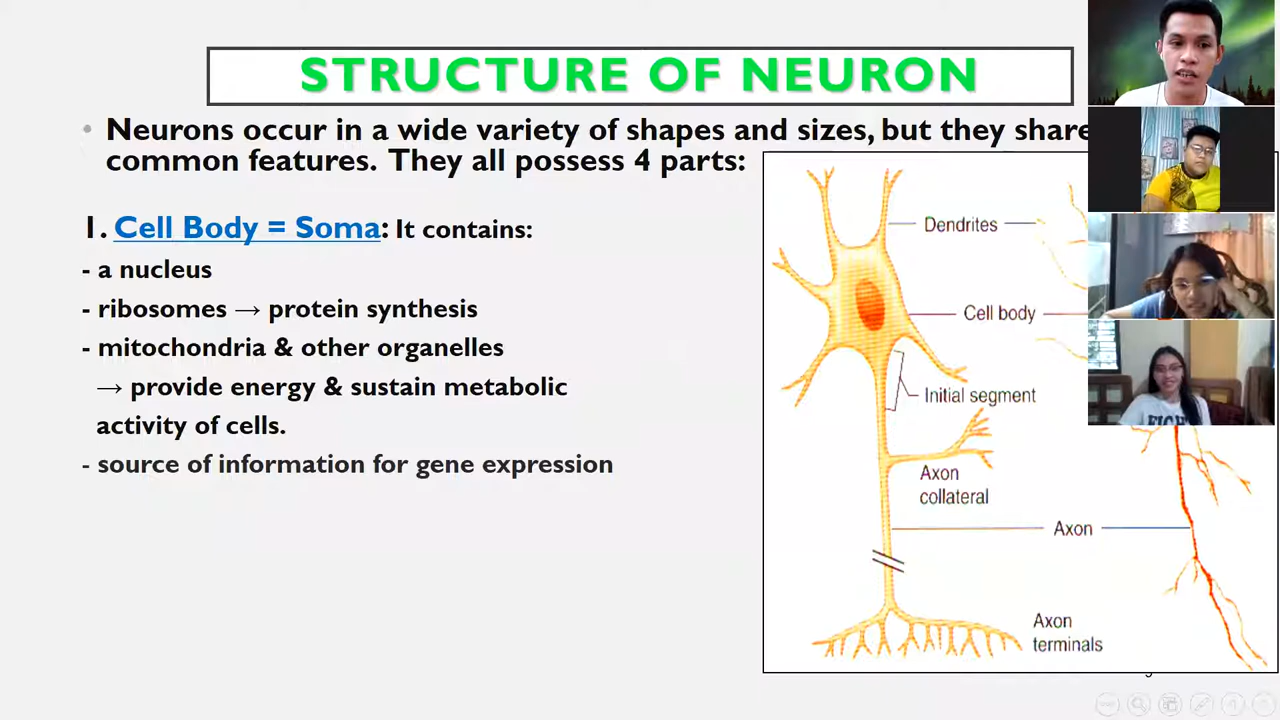 STRUCTURE OF NEURON
• Neurons occur in a wide variety of shapes and sizes, but they share
common features. They all possess 4 parts:
1. Cell Body = Soma: It contains:
- a nucleus
- ribosomes → protein synthesis
- mitochondria & other organelles
→ provide energy & sustain metabolic
activity of cells.
- source of information for gene expression
Dendrites
Cell body
Initial segment
Axon
collateral
Axon
Axon
terminals